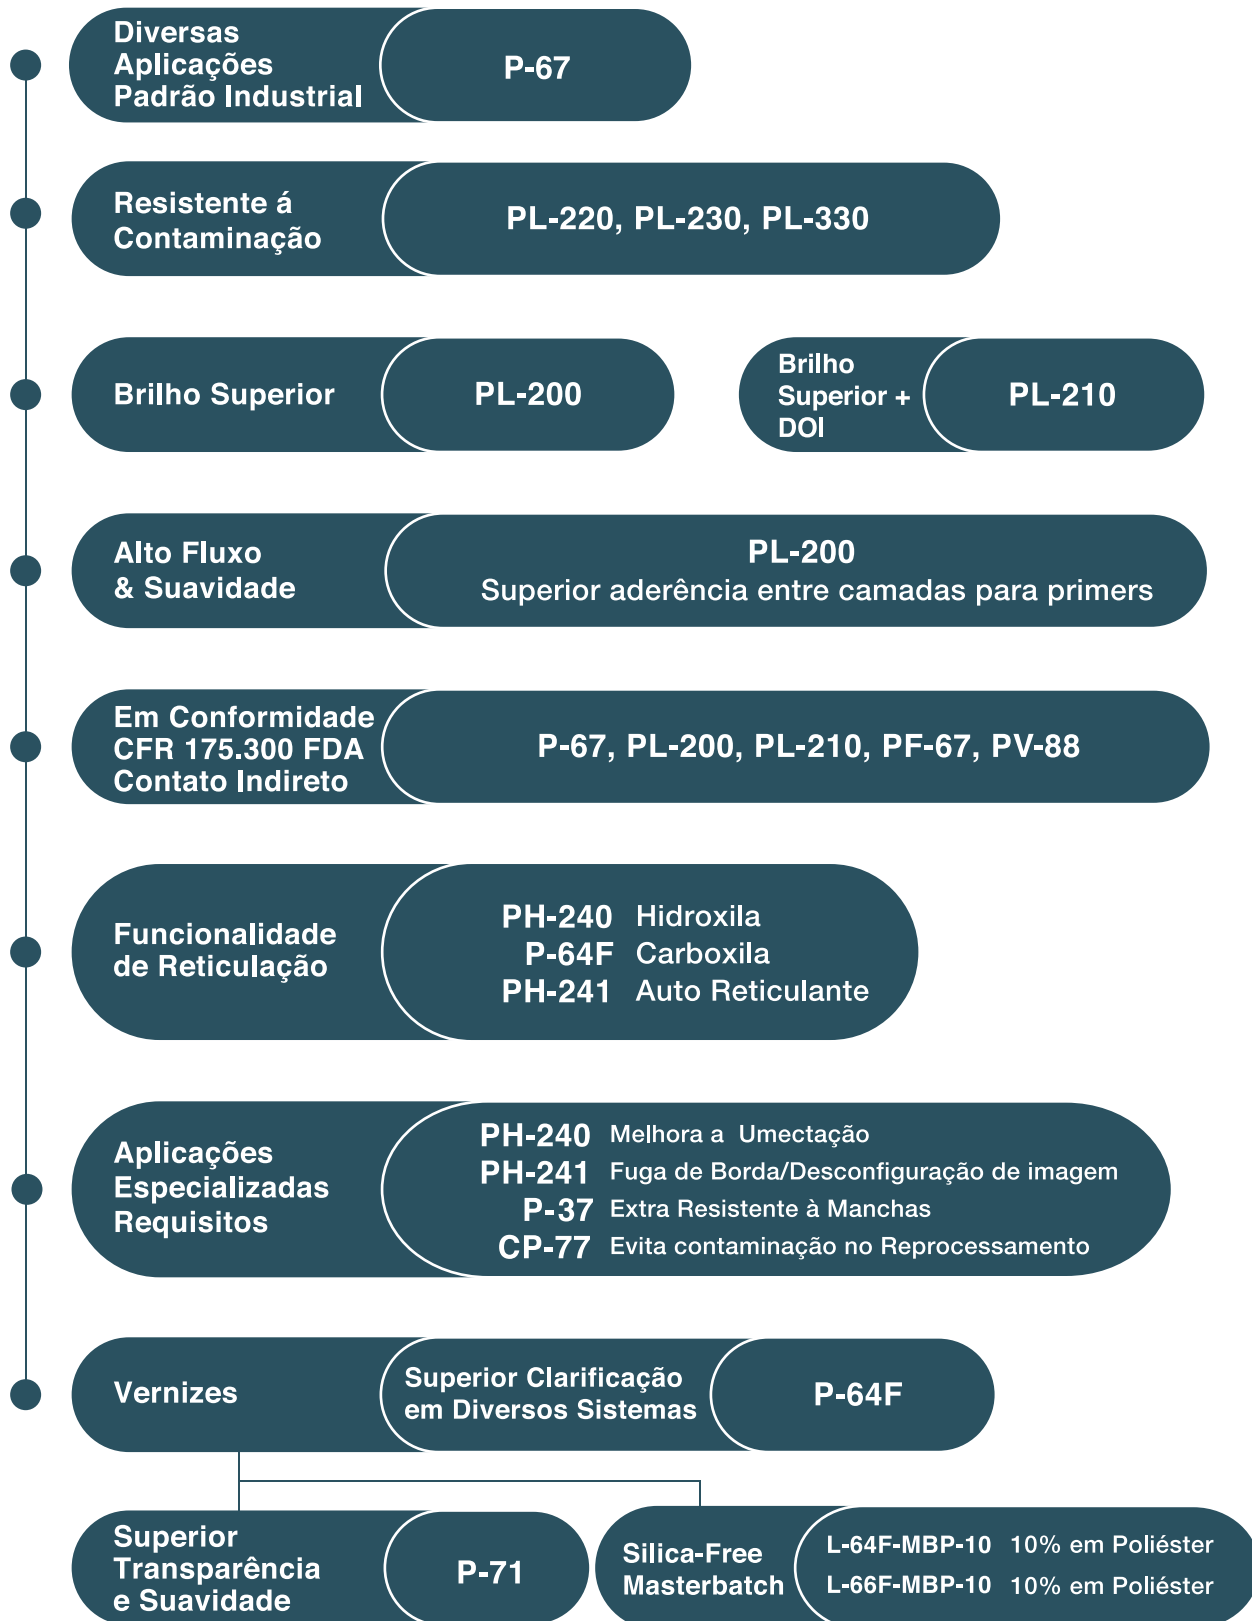 Diversas
Aplicações
Padrão Industrial
P-67
Resistente á
Contaminação
PL-220, PL-230, PL-330
Brilho Superior
PL-200
Brilho
Superior +
DOI
PL-210
Alto Fluxo
& Suavidade
PL-200
Superior aderência entre camadas para primers
Em Conformidade
CFR 175.300 FDA
Contato Indireto
P-67, PL-200, PL-210, PF-67, PV-88
Funcionalidade
de Reticulação
PH-240 Hidroxila
P-64F Carboxila
PH-241 Auto Reticulante
Aplicações
Especializadas
Requisitos
PH-240 Melhora a Umectação
PH-241 Fuga de Borda/Desconfiguração de imagem
P-37 Extra Resistente à Manchas
CP-77 Evita contaminação no Reprocessamento
Vernizes
Superior Clarificação
em Diversos Sistemas
P-64F
Superior
Transparência
e Suavidade
P-71
Silica-Free
Masterbatch
L-64F-MBP-10 10% em Poliéster
L-66F-MBP-10 10% em Poliéster